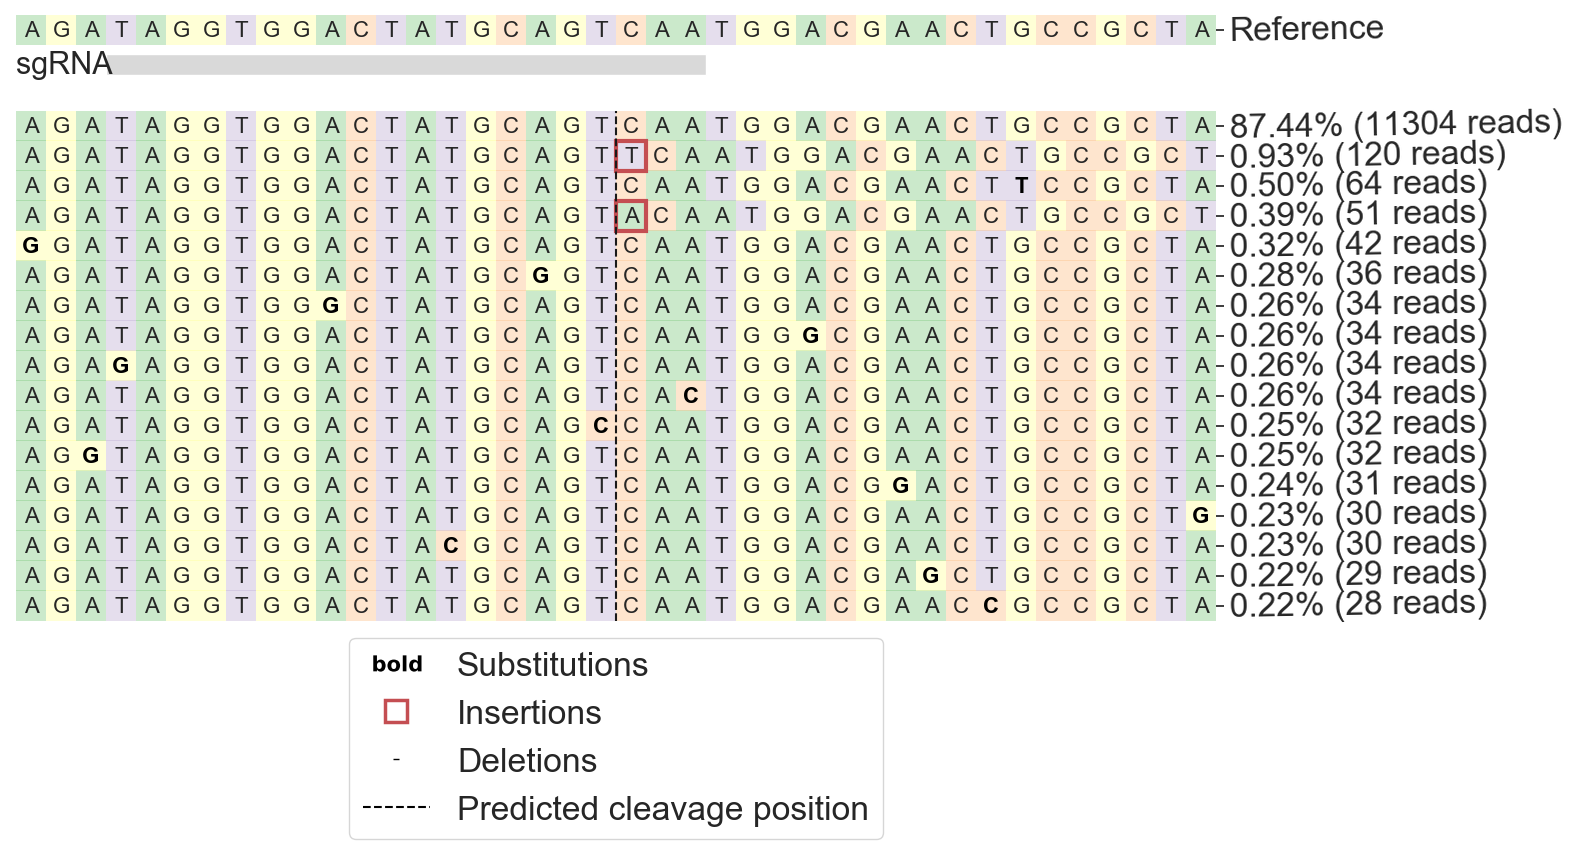 A G A T A G G T G G A C T A T G C A G T C A A T G G A C G A A C T G C C G C T A Reference
sgRNA
A G A T A G G T G G A C T A T G C A G T C A A T G G A C G A A C T G C C G C T A 87.44% (11304 reads)
A G A T A G G T G G A C T A T G C A G T T C A A T G G A C G A A C T G C C G C T 0.93% (120 reads)
A G A T A G G T G G A C T A T G C A G T C A A T G G A C G A A C T T C C G C T A 0.50% (64 reads)
A G A T A G G T G G A C T A T G C A G T A C A A T G G A C G A A C T G C C G C T 0.39% (51 reads)
G G A T A G G T G G A C T A T G C A G T C A A T G G A C G A A C T G C C G C T A 0.32% (42 reads)
A G A T A G G T G G A C T A T G C G G T C A A T G G A C G A A C T G C C G C T A 0.28% (36 reads)
A G A T A G G T G G G C T A T G C A G T C A A T G G A C G A A C T G C C G C T A 0.26% (34 reads)
A G A T A G G T G G A C T A T G C A G T C A A T G G G C G A A C T G C C G C T A 0.26% (34 reads)
A G A G A G G T G G A C T A T G C A G T C A A T G G A C G A A C T G C C G C T A 0.26% (34 reads)
A G A T A G G T G G A C T A T G C A G T C A C T G G A C G A A C T G C C G C T A 0.26% (34 reads)
A G A T A G G T G G A C T A T G C A G C C A A T G G A C G A A C T G C C G C T A 0.25% (32 reads)
A G G T A G G T G G A C T A T G C A G T C A A T G G A C G A A C T G C C G C T A 0.25% (32 reads)
A G A T A G G T G G A C T A T G C A G T C A A T G G A C G G A C T G C C G C T A 0.24% (31 reads)
A G A T A G G T G G A C T A T G C A G T C A A T G G A C G A A C T G C C G C T G 0.23% (30 reads)
A G A T A G G T G G A C T A C G C A G T C A A T G G A C G A A C T G C C G C T A 0.23% (30 reads)
A G A T A G G T G G A C T A T G C A G T C A A T G G A C G A G C T G C C G C T A 0.22% (29 reads)
A G A T A G G T G G A C T A T G C A G T C A A T G G A C G A A C C G C C G C T A 0.22% (28 reads)
bold Substitutions
Insertions
- Deletions
Predicted cleavage position